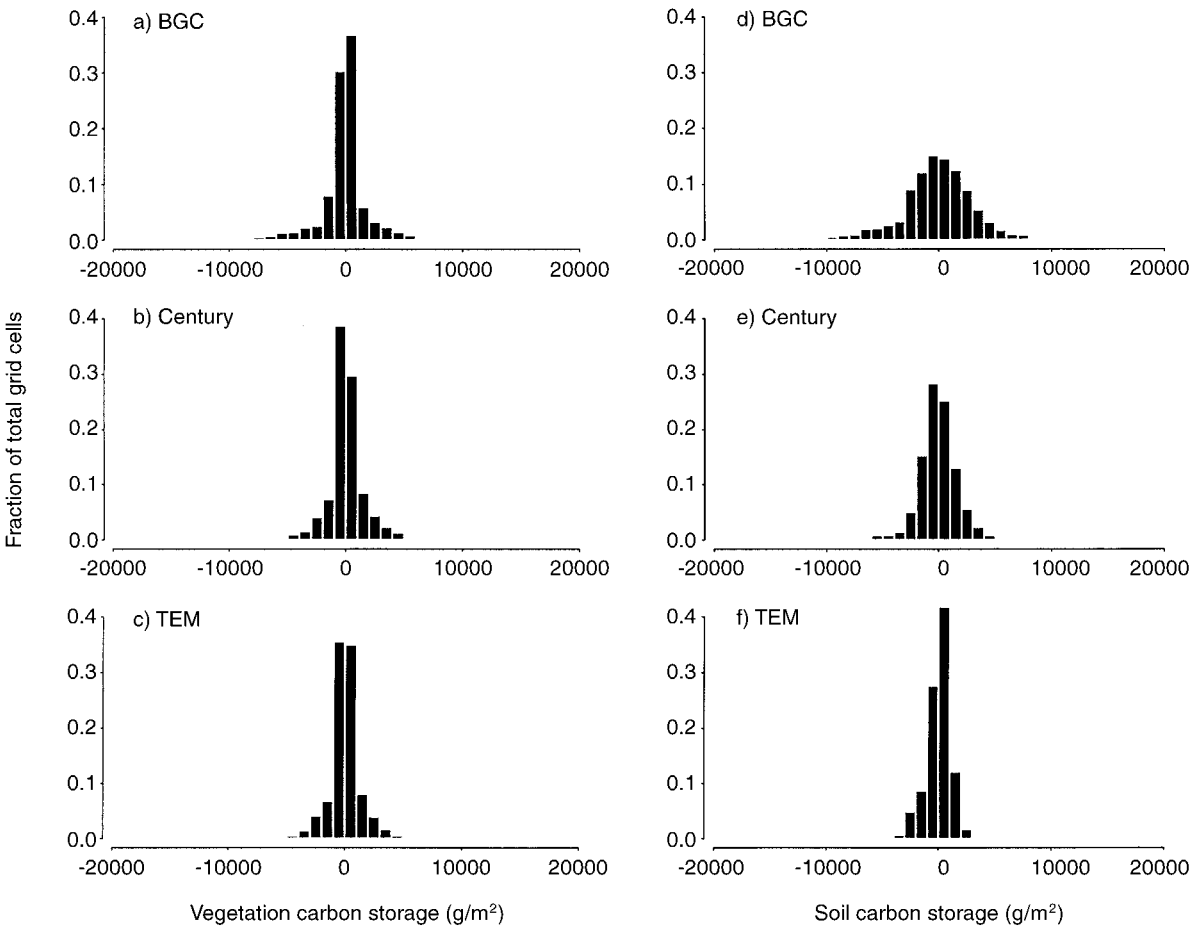 a) BGC
0.4
0.3
0.2
0.1
0.0
-20000 -10000 0 10000 20000
d) BGC
0.4
0.3
0.2
0.1
0.0
-20000 -10000 0 10000 20000
Fraction of total grid cells
b) Century
0.4
0.3
0.2
0.1
0.0
-20000 -10000 0 10000 20000
e) Century
0.4
0.3
0.2
0.1
0.0
-20000 -10000 0 10000 20000
c) TEM
0.4
0.3
0.2
0.1
0.0
-20000 -10000 0 10000 20000
Vegetation carbon storage (g/m²)
f) TEM
0.4
0.3
0.2
0.1
0.0
-20000 -10000 0 10000 20000
Soil carbon storage (g/m²)